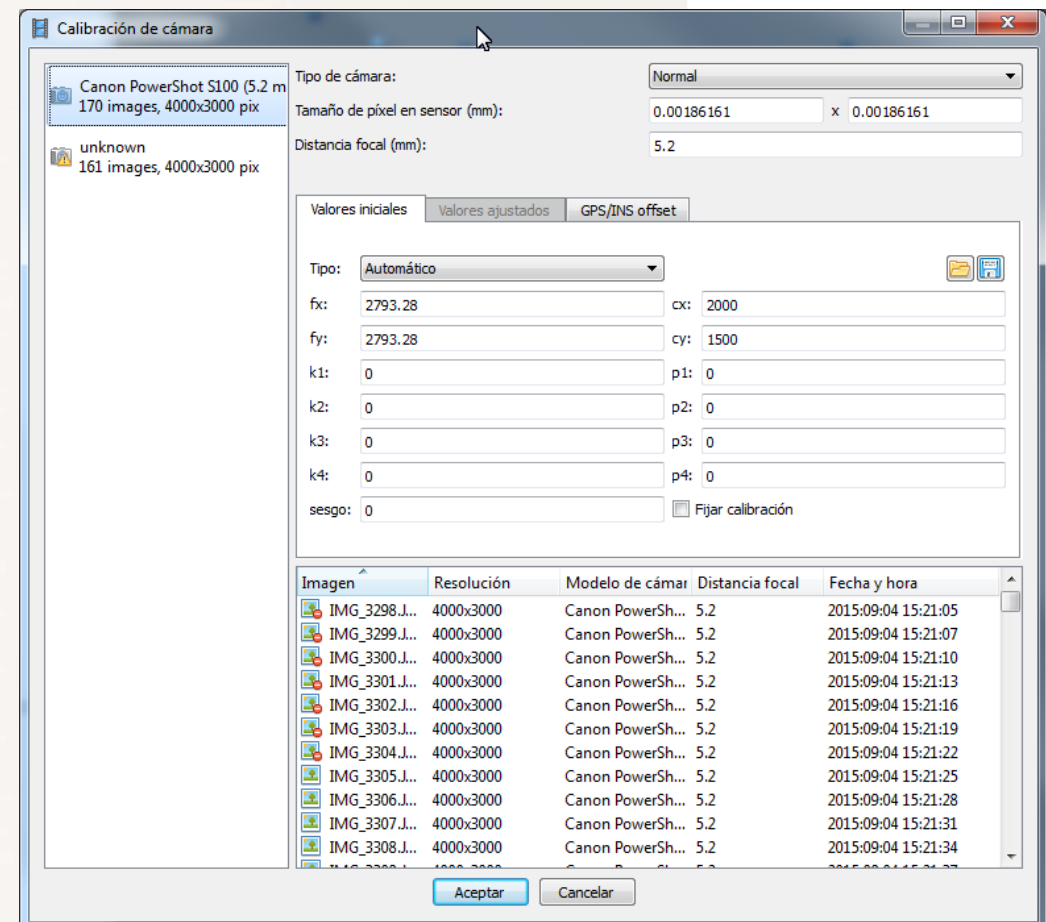 Calibración de cámara
Canon PowerShot S100 (5.2 m
170 images, 4000x3000 pix
unknown
161 images, 4000x3000 pix
Tipo de cámara: Normal
Tamaño de píxel en sensor (mm): 0.00186161 x 0.00186161
Distancia focal (mm): 5.2
Valores iniciales Valores ajustados GPS/INS offset
Tipo: Automático
fx: 2793.28 cx: 2000
fy: 2793.28 cy: 1500
k1: 0 p1: 0
k2: 0 p2: 0
k3: 0 p3: 0
k4: 0 p4: 0
sesgo: 0 Fijar calibración
Imagen Resolución Modelo de cámar Distancia focal Fecha y hora
IMG_3298.J... 4000x3000 Canon PowerSh... 5.2 2015:09:04 15:21:05
IMG_3299.J... 4000x3000 Canon PowerSh... 5.2 2015:09:04 15:21:07
IMG_3300.J... 4000x3000 Canon PowerSh... 5.2 2015:09:04 15:21:10
IMG_3301.J... 4000x3000 Canon PowerSh... 5.2 2015:09:04 15:21:13
IMG_3302.J... 4000x3000 Canon PowerSh... 5.2 2015:09:04 15:21:16
IMG_3303.J... 4000x3000 Canon PowerSh... 5.2 2015:09:04 15:21:19
IMG_3304.J... 4000x3000 Canon PowerSh... 5.2 2015:09:04 15:21:22
IMG_3305.J... 4000x3000 Canon PowerSh... 5.2 2015:09:04 15:21:25
IMG_3306.J... 4000x3000 Canon PowerSh... 5.2 2015:09:04 15:21:28
IMG_3307.J... 4000x3000 Canon PowerSh... 5.2 2015:09:04 15:21:31
IMG_3308.J... 4000x3000 Canon PowerSh... 5.2 2015:09:04 15:21:34
Aceptar Cancelar